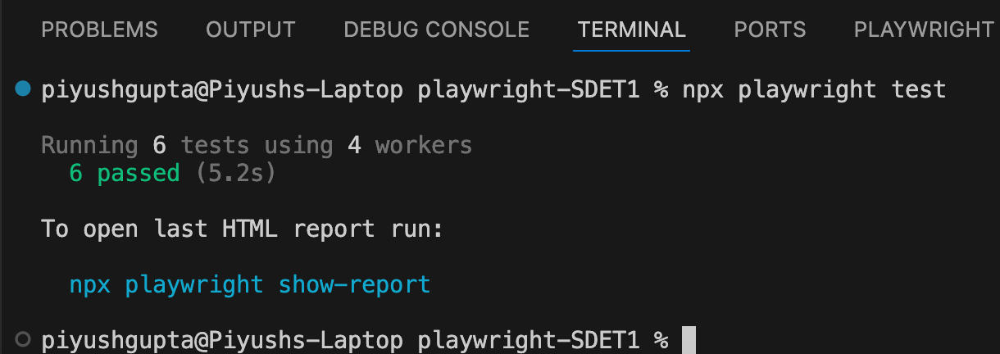 PROBLEMS OUTPUT DEBUG CONSOLE TERMINAL PORTS PLAYWRIGHT
piyushgupta@Piyushs-Laptop playwright-SDET1 % npx playwright test
Running 6 tests using 4 workers
6 passed (5.2s)
To open last HTML report run:
npx playwright show-report
piyushgupta@Piyushs-Laptop playwright-SDET1 %